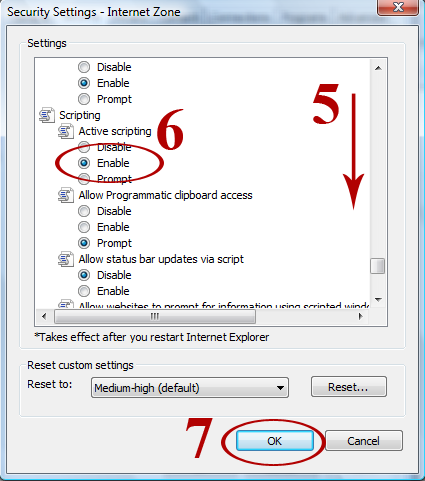 Security Settings - Internet Zone
Settings
Disable
Enable
Prompt
Scripting
Active scripting
Disable
Enable
Prompt
Allow Programmatic clipboard access
Disable
Enable
Prompt
Allow status bar updates via script
Disable
Enable
Allow websites to prompt for information using scripted windo
*Takes effect after you restart Internet Explorer
Reset custom settings
Reset to:
Medium-high (default)
Reset...
OK
Cancel
5
6
7